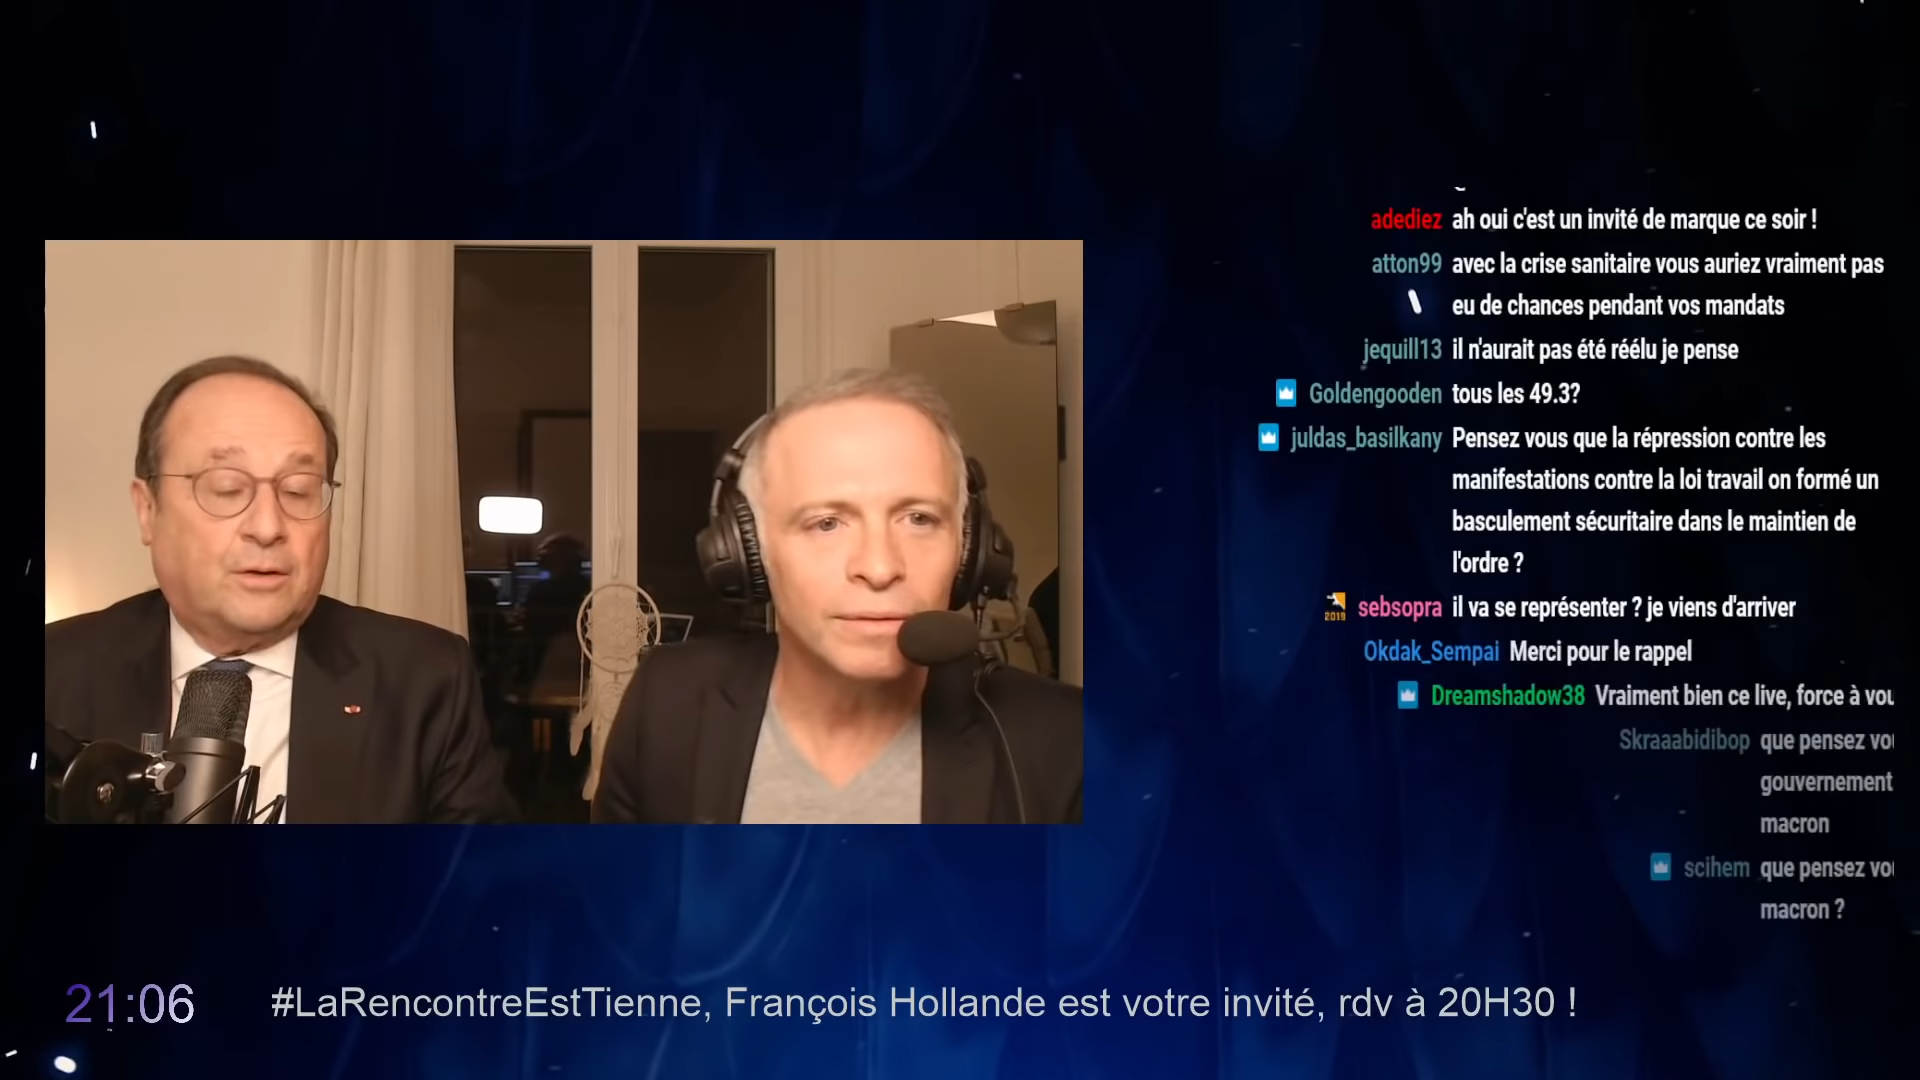 adediez ah oui c'est un invité de marque ce soir !
atton99 avec la crise sanitaire vous auriez vraiment pas
eu de chances pendant vos mandats
jequill13 il n'aurait pas été réélu je pense
Goldengooden tous les 49.3?
juldas_basilkany Pensez vous que la répression contre les
manifestations contre la loi travail on formé un
basculement sécuritaire dans le maintien de
l'ordre ?
2019 sebsopra il va se représenter ? je viens d'arriver
Okdak_Sempai Merci pour le rappel
Dreamshadow38 Vraiment bien ce live, force à vou
Skraaabidibop que pensez vou
gouvernement
macron
scihem que pensez vou
macron ?
21:06 #LaRencontreEstTienne, François Hollande est votre invité, rdv à 20H30 !